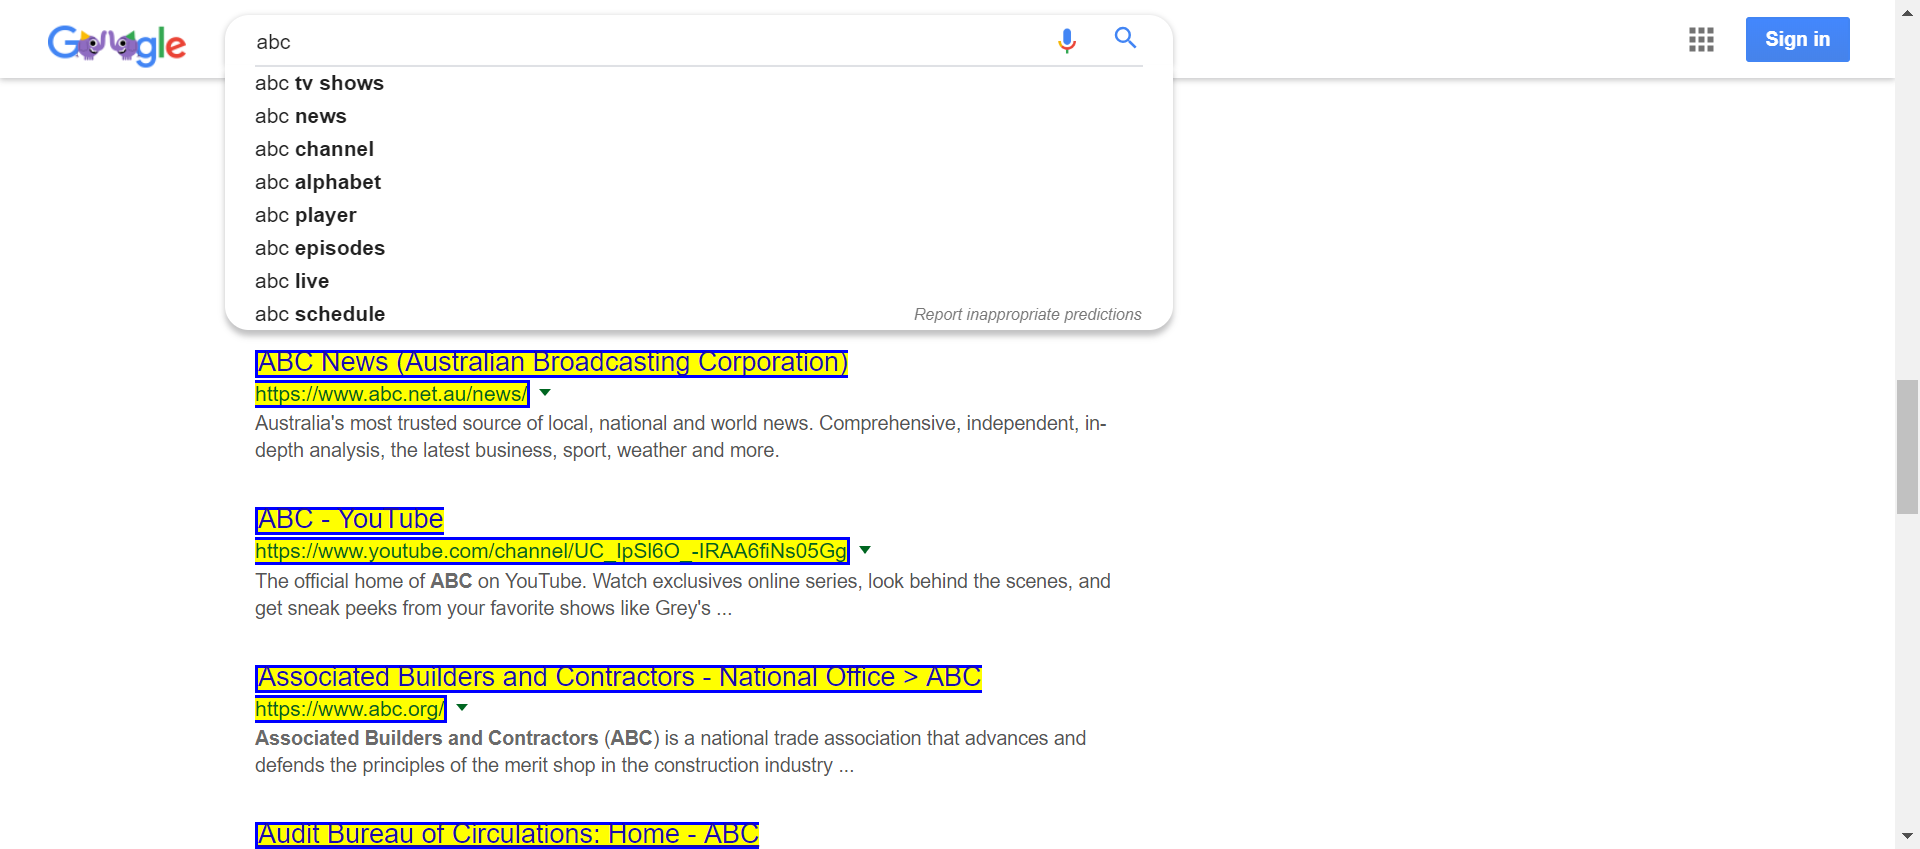 Google
abc
Sign in
abc tv shows
abc news
abc channel
abc alphabet
abc player
abc episodes
abc live
abc schedule
Report inappropriate predictions
ABC News (Australian Broadcasting Corporation)
https://www.abc.net.au/news/
Australia's most trusted source of local, national and world news. Comprehensive, independent, in-
depth analysis, the latest business, sport, weather and more.
ABC - YouTube
https://www.youtube.com/channel/UC_IpSl6O_-IRAA6fiNs05Gg
The official home of ABC on YouTube. Watch exclusives online series, look behind the scenes, and
get sneak peeks from your favorite shows like Grey's ...
Associated Builders and Contractors - National Office > ABC
https://www.abc.org/
Associated Builders and Contractors (ABC) is a national trade association that advances and
defends the principles of the merit shop in the construction industry ...
Audit Bureau of Circulations: Home - ABC